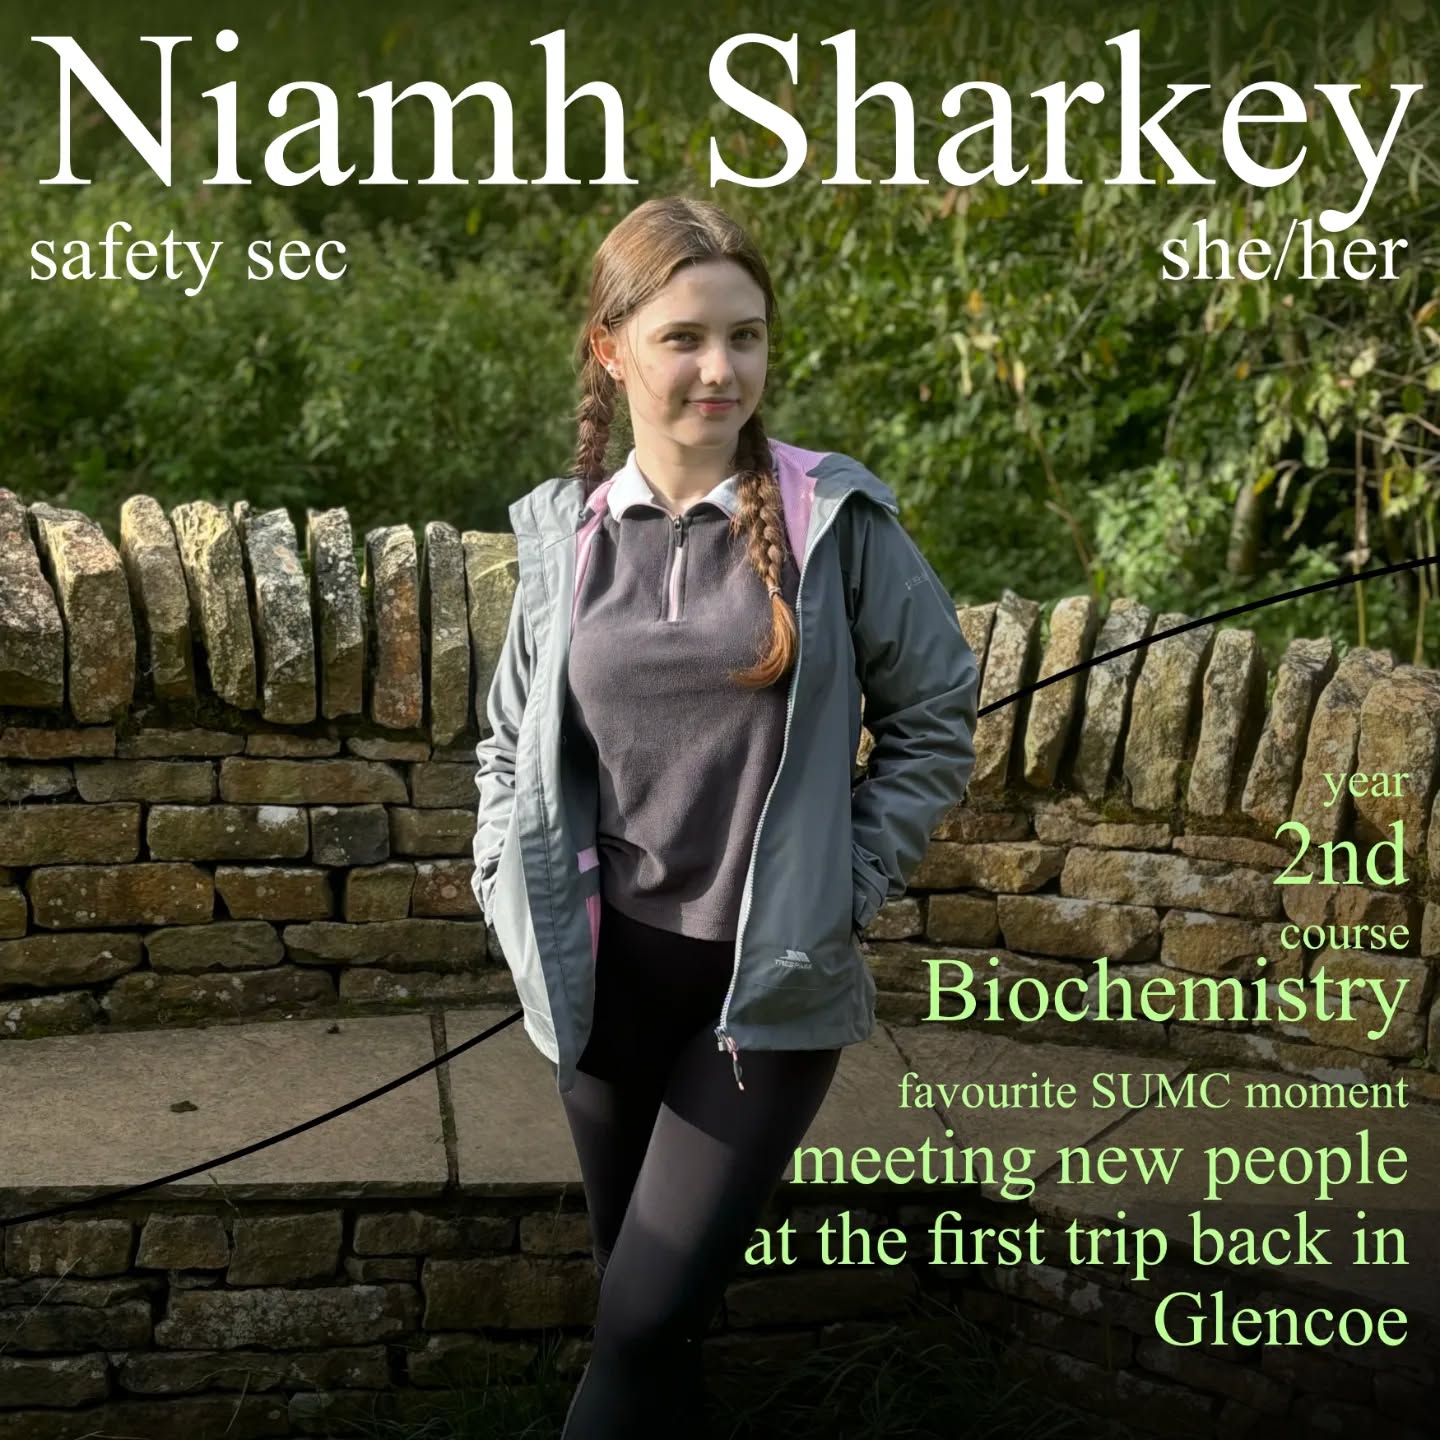 Niamh Sharkey
safety sec
she/her
year
2nd
course
Biochemistry
favourite SUMC moment
meeting new people
at the first trip back in
Glencoe
TRESPASS